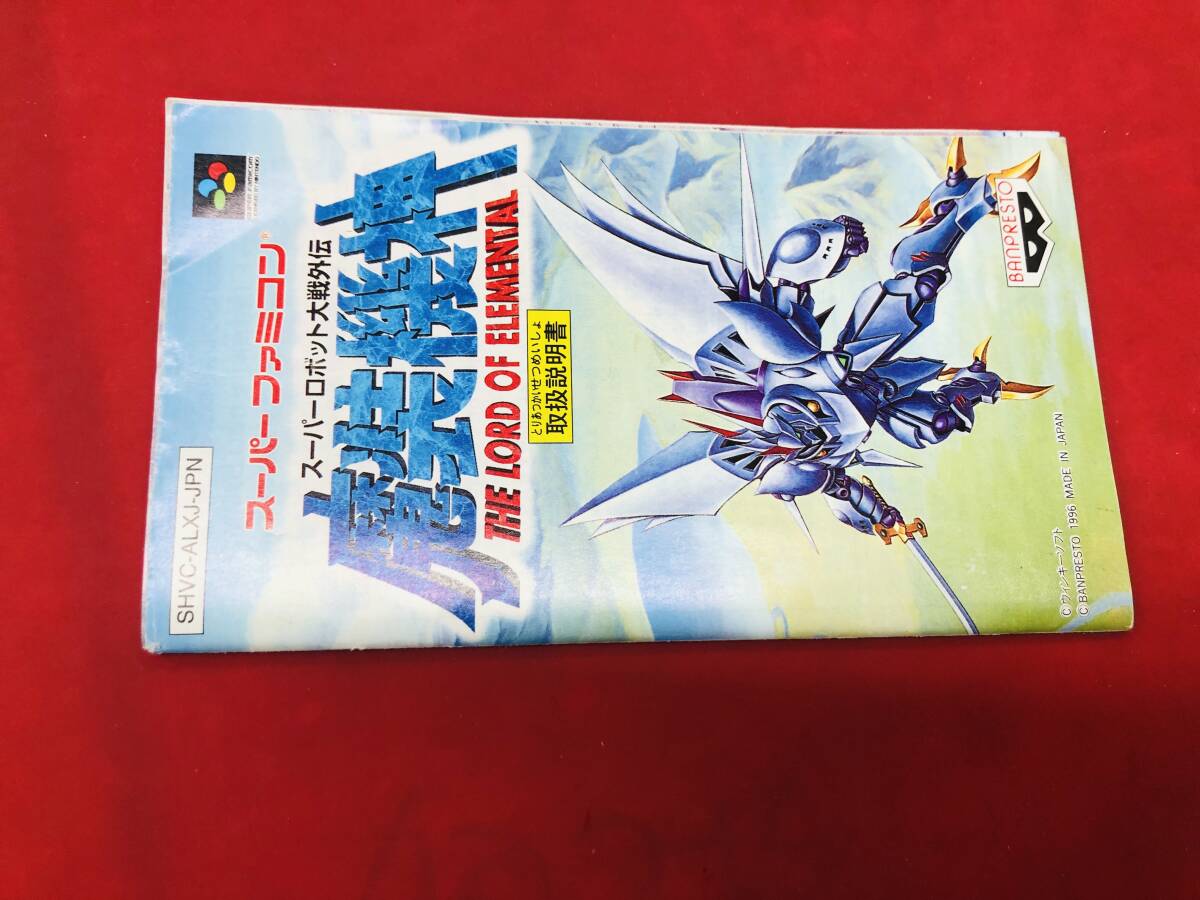 SHVC-ALXJ-JPN
スーパーファミコン®
スーパーロボット大戦外伝
魔装機神
THE LORD OF ELEMENTAL
とりあつかいせつめいしょ
取扱説明書
BANPRESTO
C ウィンキーソフト
C BANPRESTO 1996 MADE IN JAPAN